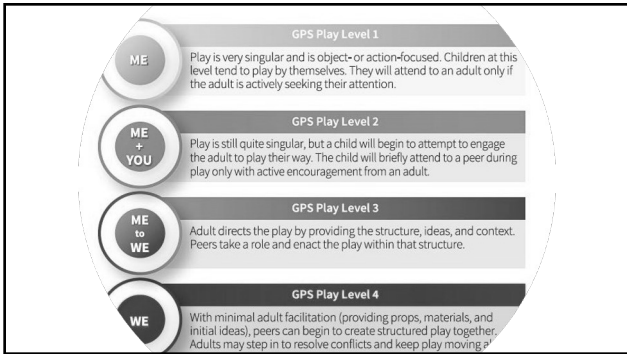 GPS Play Level 1
ME
Play is very singular and is object- or action-focused. Children at this
level tend to play by themselves. They will attend to an adult only if
the adult is actively seeking their attention.
GPS Play Level 2
ME
+
YOU
Play is still quite singular, but a child will begin to attempt to engage
the adult to play their way. The child will briefly attend to a peer during
play only with active encouragement from an adult.
GPS Play Level 3
ME
to
WE
Adult directs the play by providing the structure, ideas, and context.
Peers take a role and enact the play within that structure.
GPS Play Level 4
WE
With minimal adult facilitation (providing props, materials, and
initial ideas), peers can begin to create structured play together.
Adults may step in to resolve conflicts and keep play moving